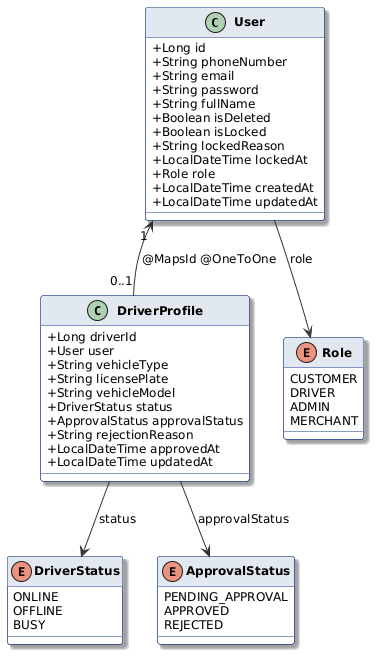 C User
+Long id
+String phoneNumber
+String email
+String password
+String fullName
+Boolean isDeleted
+Boolean isLocked
+String lockedReason
+LocalDateTime lockedAt
+Role role
+LocalDateTime createdAt
+LocalDateTime updatedAt
1
@MapsId @OneToOne
role
0..1
C DriverProfile
+Long driverId
+User user
+String vehicleType
+String licensePlate
+String vehicleModel
+DriverStatus status
+ApprovalStatus approvalStatus
+String rejectionReason
+LocalDateTime approvedAt
+LocalDateTime updatedAt
E Role
CUSTOMER
DRIVER
ADMIN
MERCHANT
status
approvalStatus
E DriverStatus
ONLINE
OFFLINE
BUSY
E ApprovalStatus
PENDING_APPROVAL
APPROVED
REJECTED